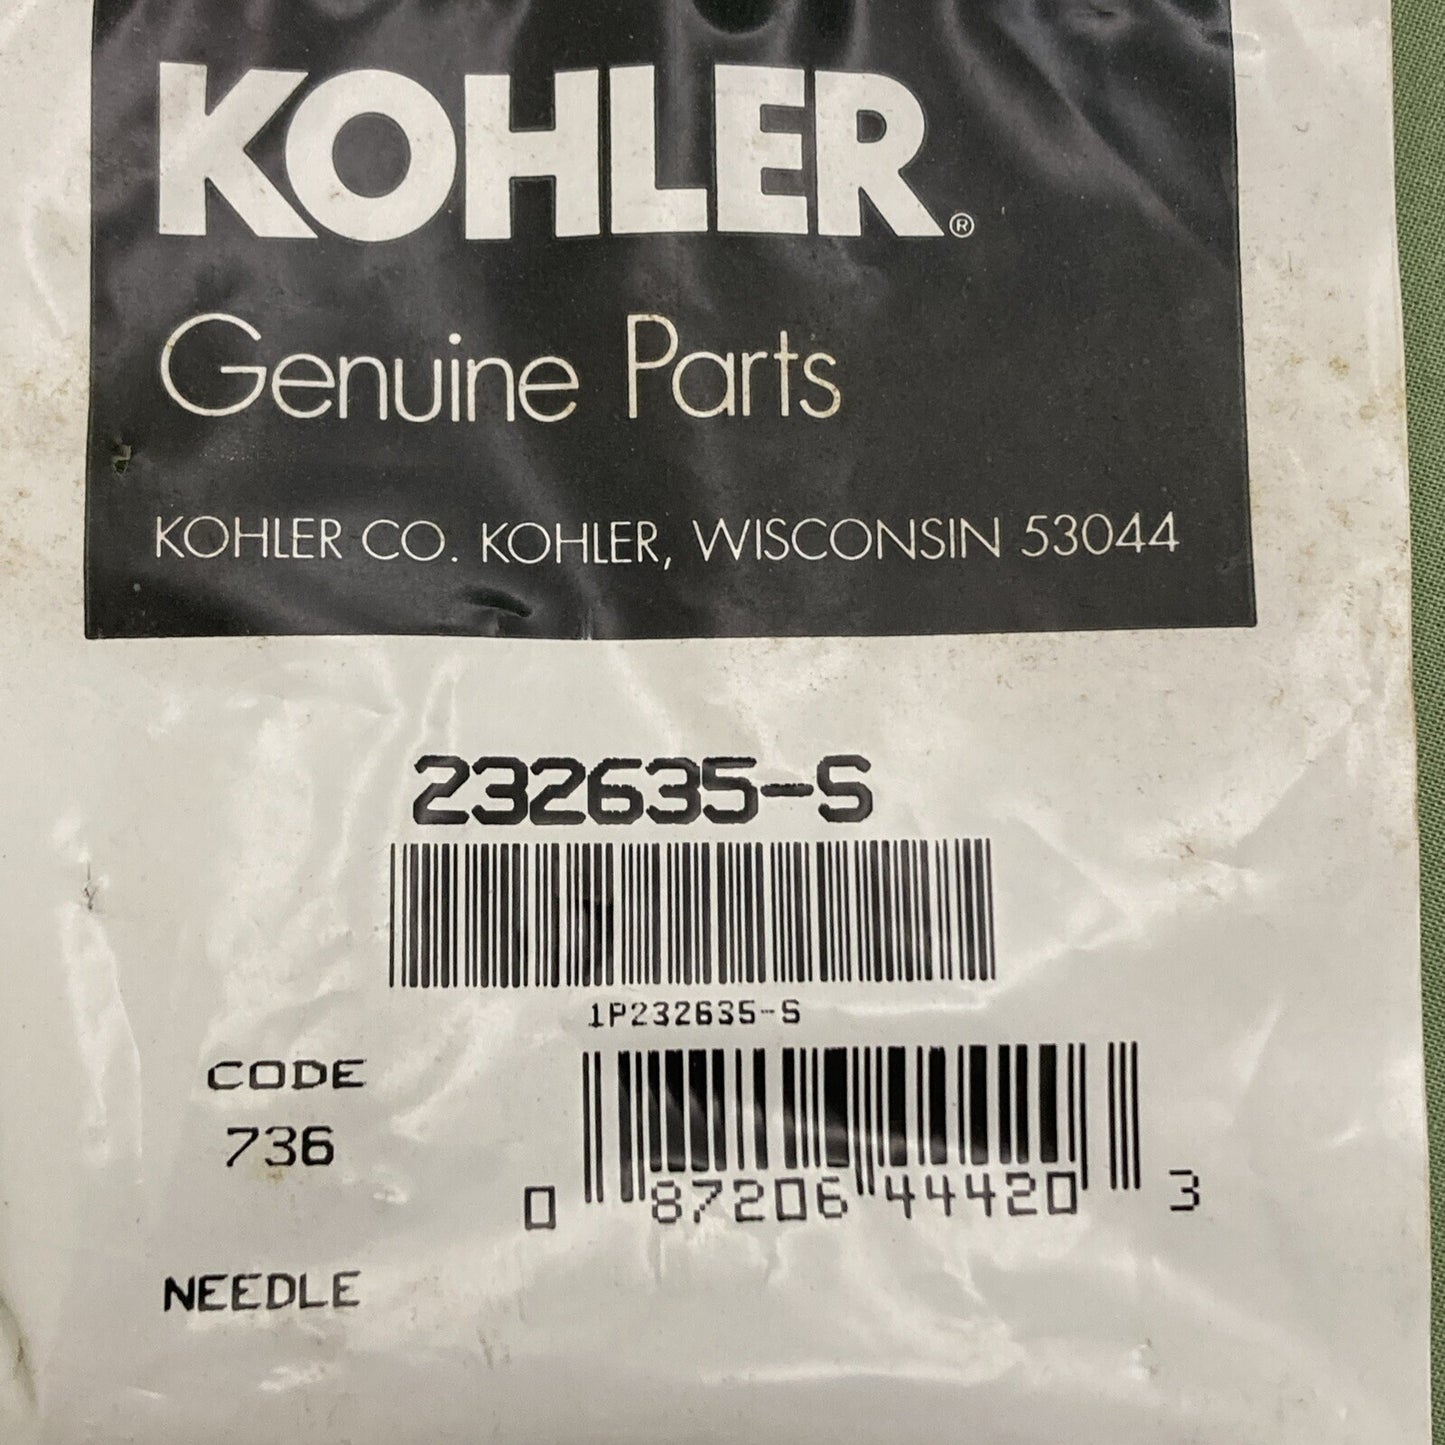 KOHLER®
Genuine Parts
KOHLER CO. KOHLER, WISCONSIN 53044
232635-S
1P232635-S
CODE
736
0 87206 44420 3
NEEDLE